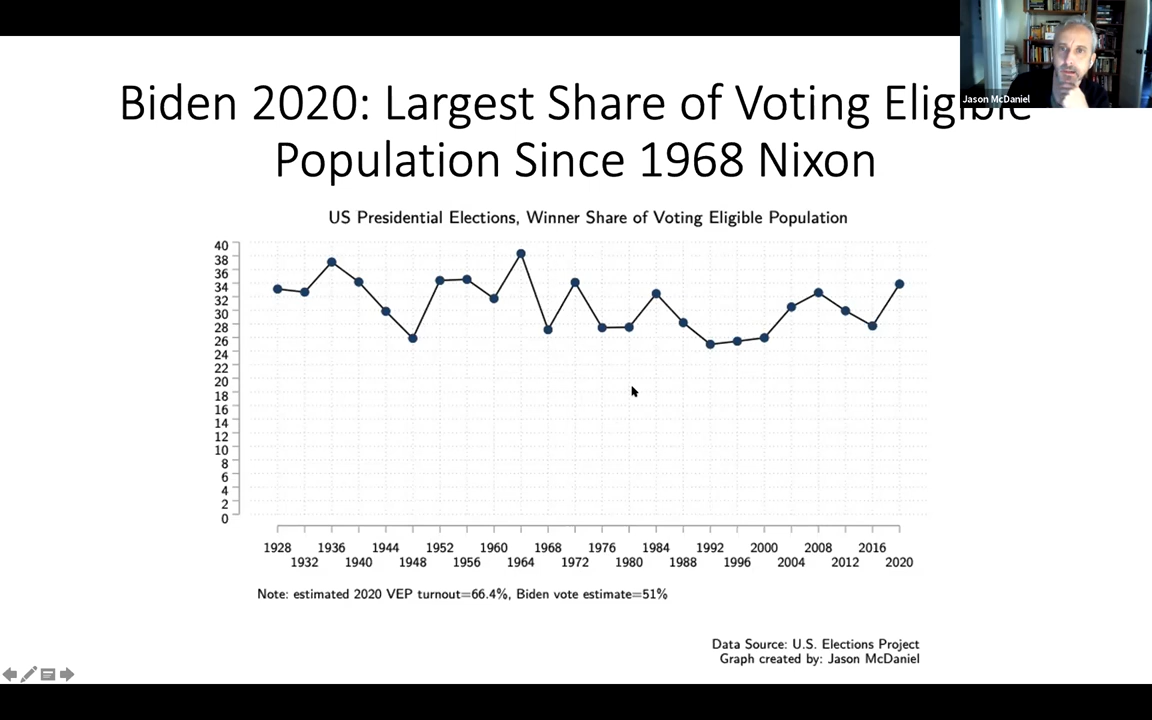 Jason McDaniel
Biden 2020: Largest Share of Voting Eligible
Population Since 1968 Nixon
US Presidential Elections, Winner Share of Voting Eligible Population
40
38
36
34
32
30
28
26
24
22
20
18
16
14
12
10
8
6
4
2
0
1928 1936 1944 1952 1960 1968 1976 1984 1992 2000 2008 2016
1932 1940 1948 1956 1964 1972 1980 1988 1996 2004 2012 2020
Note: estimated 2020 VEP turnout=66.4%, Biden vote estimate=51%
Data Source: U.S. Elections Project
Graph created by: Jason McDaniel